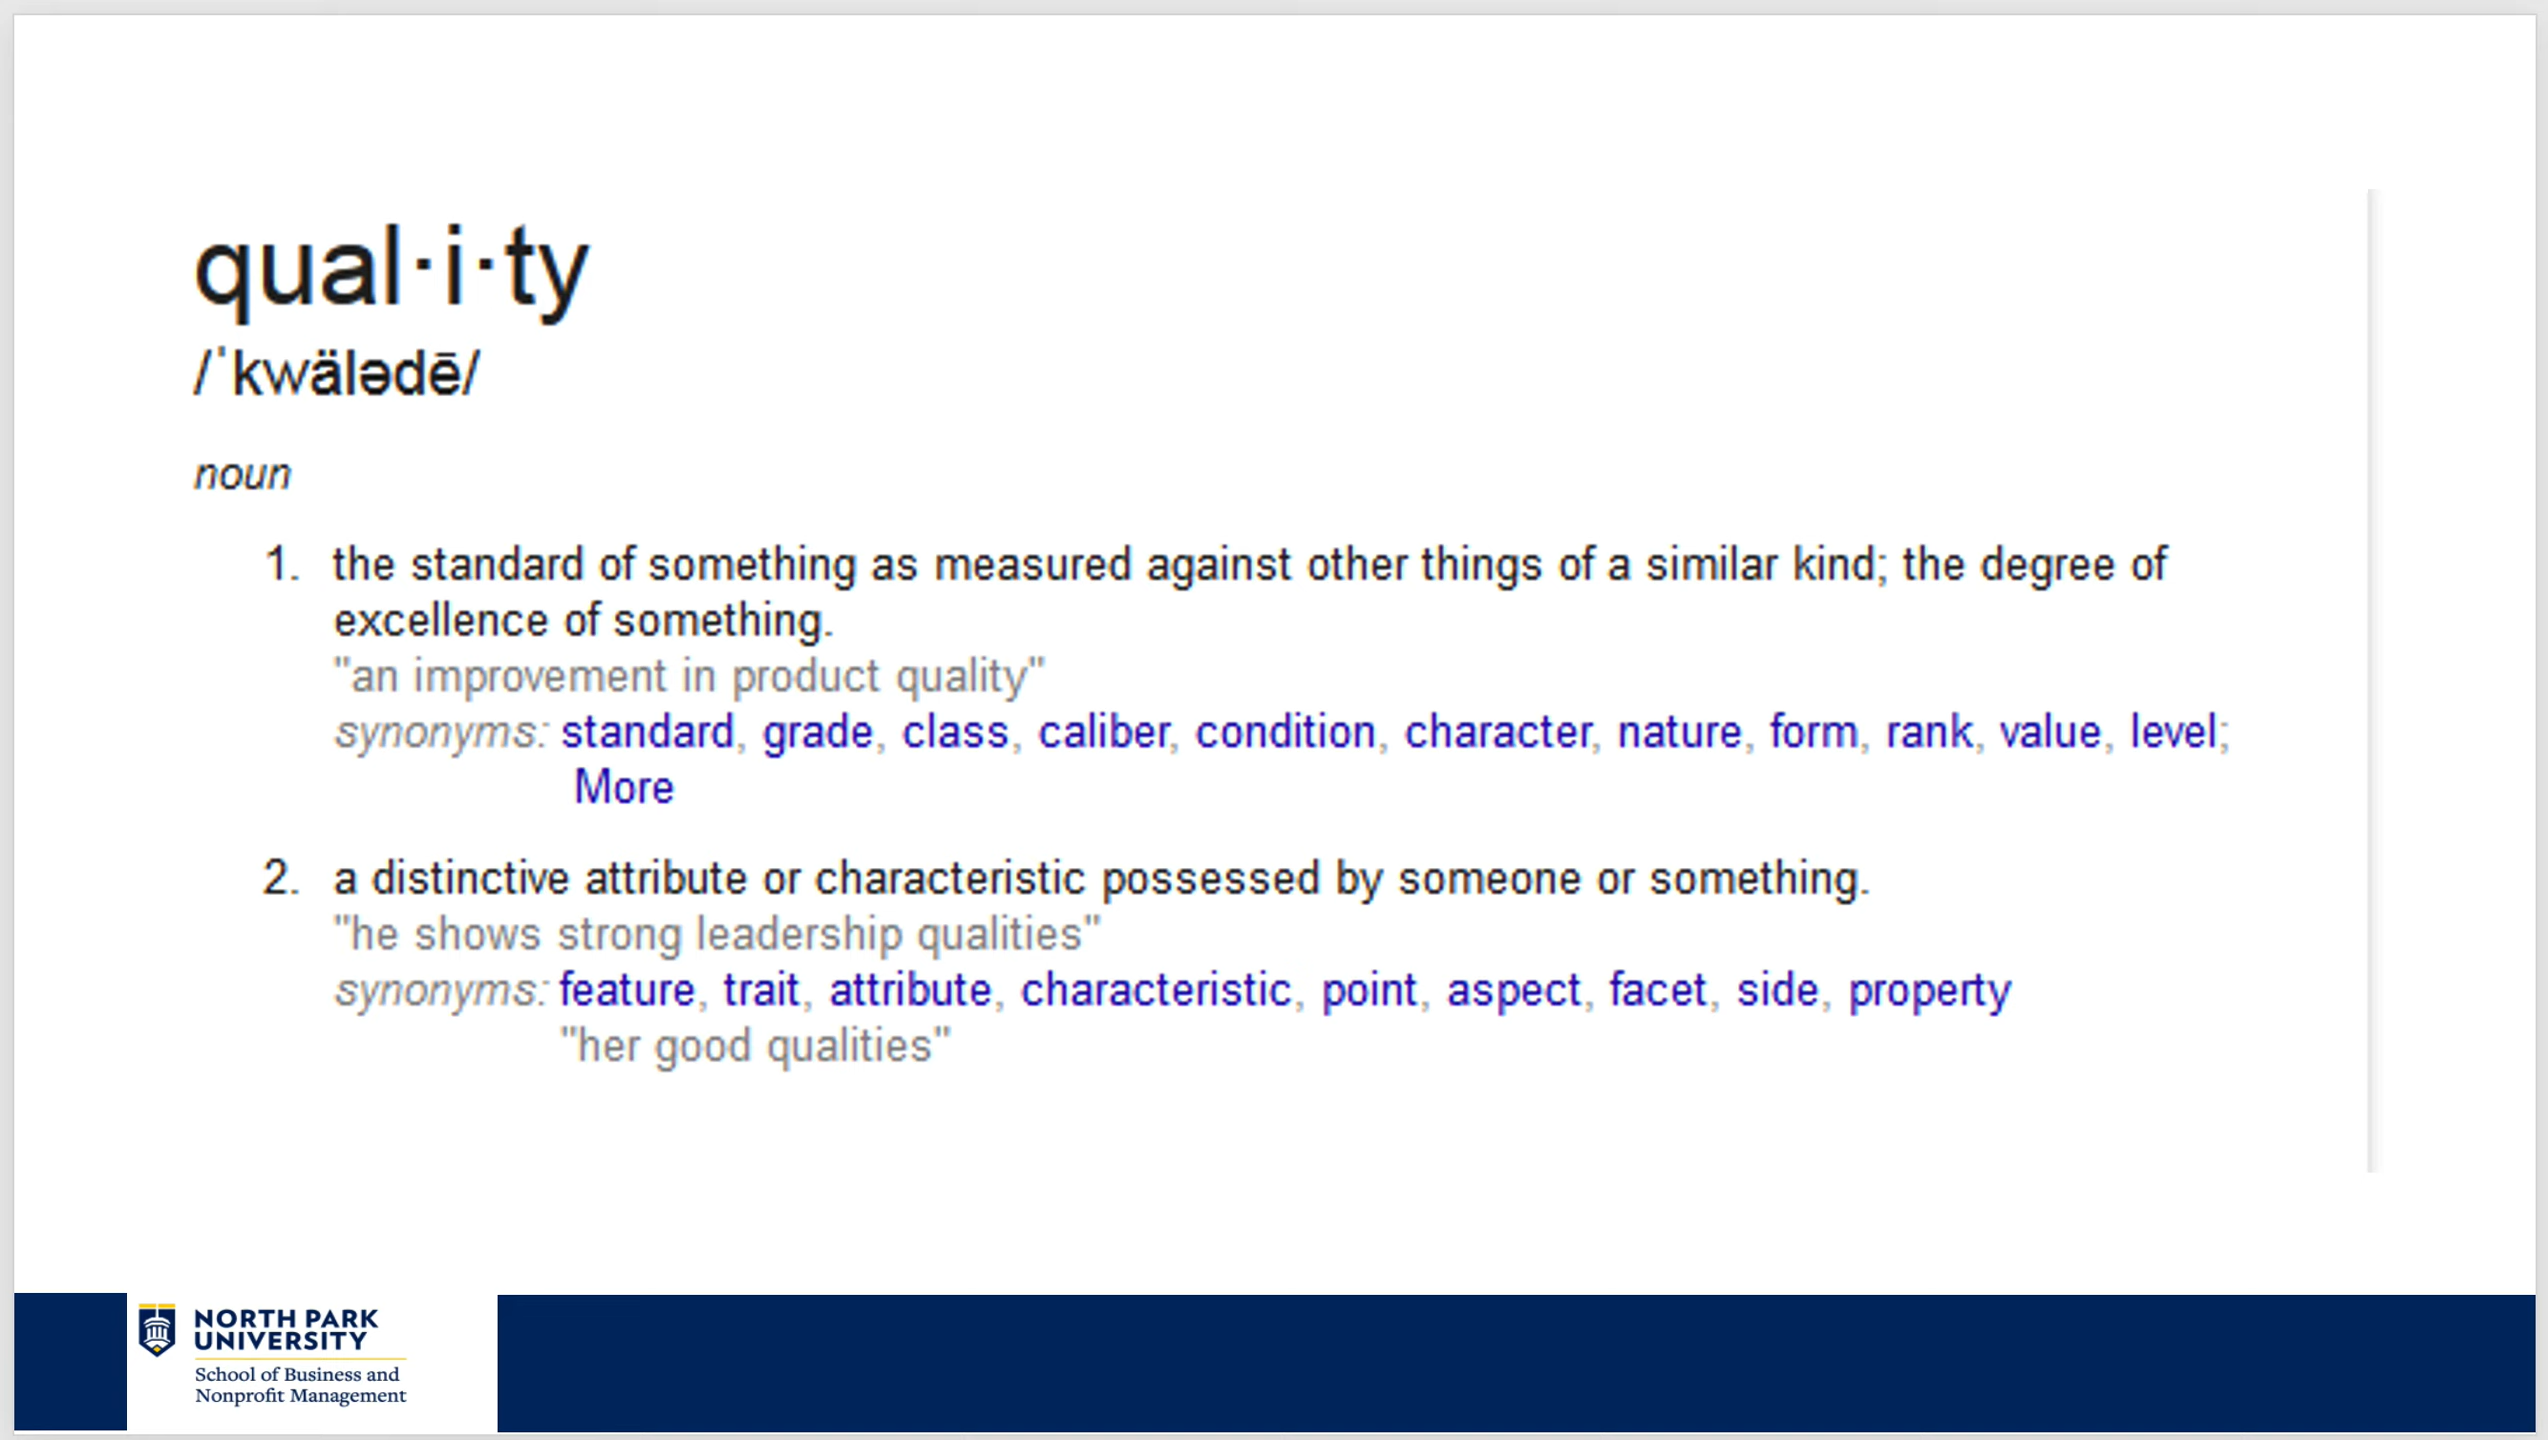 qual·i·ty
/ˈkwälədē/
noun
1. the standard of something as measured against other things of a similar kind; the degree of
excellence of something.
"an improvement in product quality"
synonyms: standard, grade, class, caliber, condition, character, nature, form, rank, value, level;
More
2. a distinctive attribute or characteristic possessed by someone or something.
"he shows strong leadership qualities"
synonyms: feature, trait, attribute, characteristic, point, aspect, facet, side, property
"her good qualities"
NORTH PARK
UNIVERSITY
School of Business and
Nonprofit Management